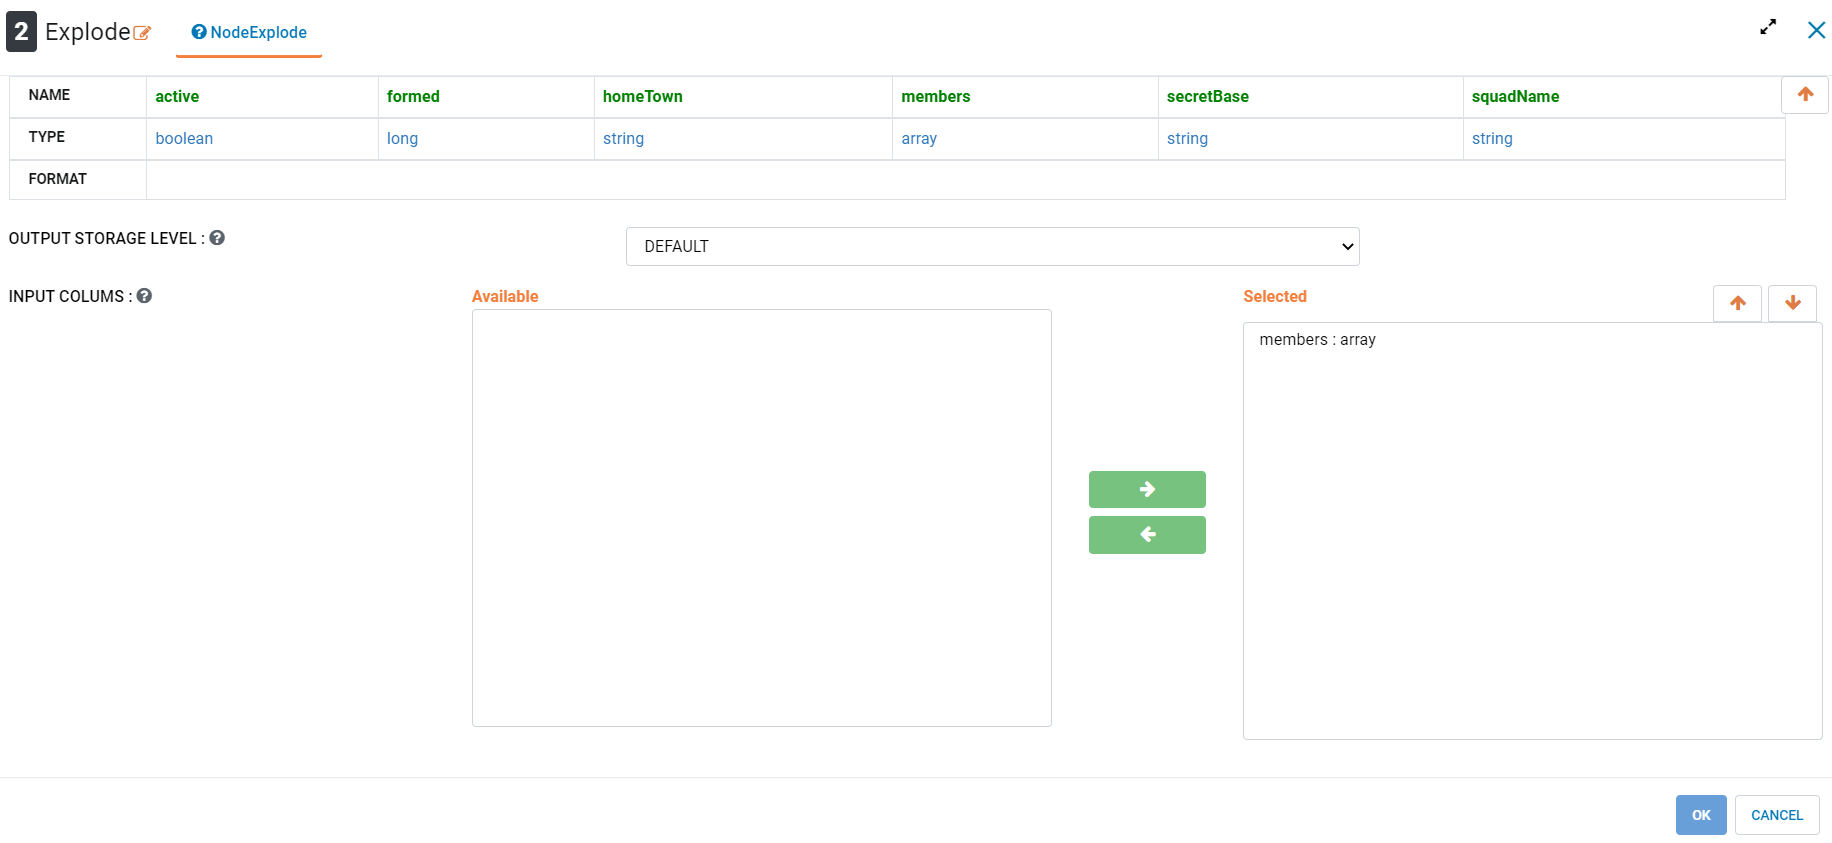 2 Explode NodeExplode
NAME active formed homeTown members secretBase squadName
TYPE boolean long string array string string
FORMAT
OUTPUT STORAGE LEVEL : DEFAULT
INPUT COLUMS : Available Selected
members : array
OK CANCEL